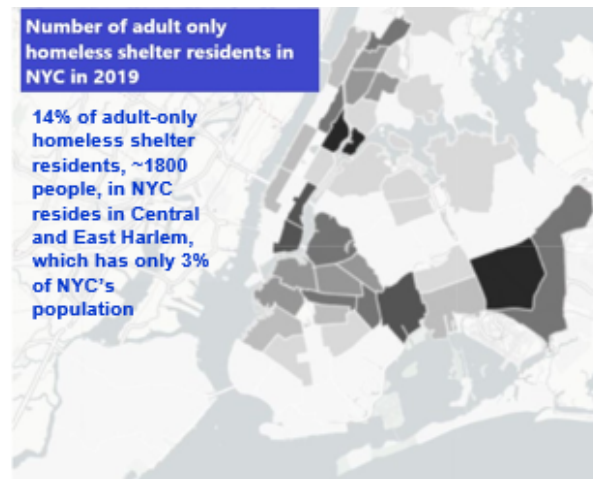 Number of adult only
homeless shelter residents in
NYC in 2019
14% of adult-only
homeless shelter
residents, ~1800
people, in NYC
resides in Central
and East Harlem,
which has only 3%
of NYC's
population